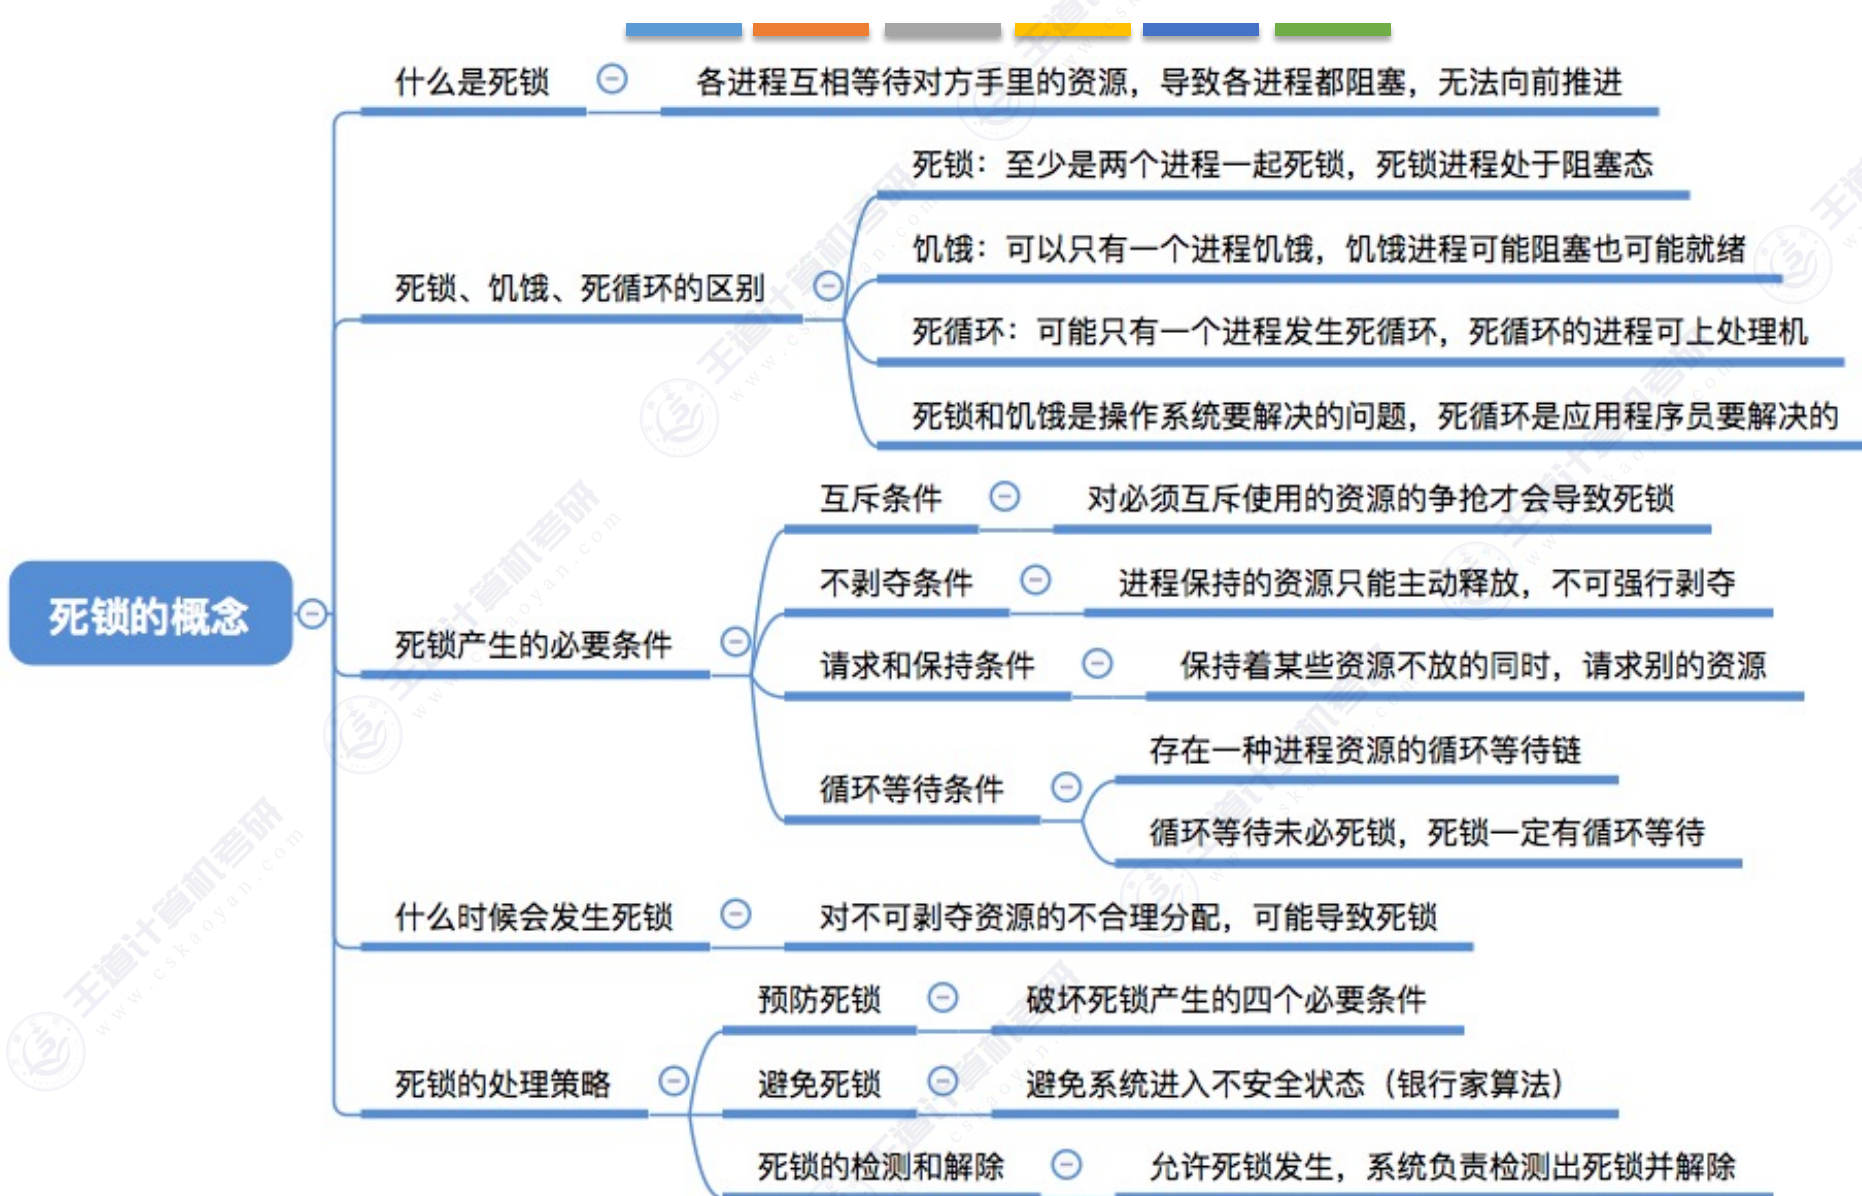 什么是死锁
各进程互相等待对方手里的资源，导致各进程都阻塞，无法向前推进
死锁：至少是两个进程一起死锁，死锁进程处于阻塞态
饥饿：可以只有一个进程饥饿，饥饿进程可能阻塞也可能就绪
死锁、饥饿、死循环的区别
死循环：可能只有一个进程发生死循环，死循环的进程可上处理机
死锁和饥饿是操作系统要解决的问题，死循环是应用程序员要解决的
互斥条件
对必须互斥使用的资源的争抢才会导致死锁
不剥夺条件
进程保持的资源只能主动释放，不可强行剥夺
死锁的概念
死锁产生的必要条件
请求和保持条件
保持着某些资源不放的同时，请求别的资源
循环等待条件
存在一种进程资源的循环等待链
循环等待未必死锁，死锁一定有循环等待
什么时候会发生死锁
对不可剥夺资源的不合理分配，可能导致死锁
预防死锁
破坏死锁产生的四个必要条件
死锁的处理策略
避免死锁
避免系统进入不安全状态（银行家算法）
死锁的检测和解除
允许死锁发生，系统负责检测出死锁并解除
王道计算机考研
www.cskaoyan.com